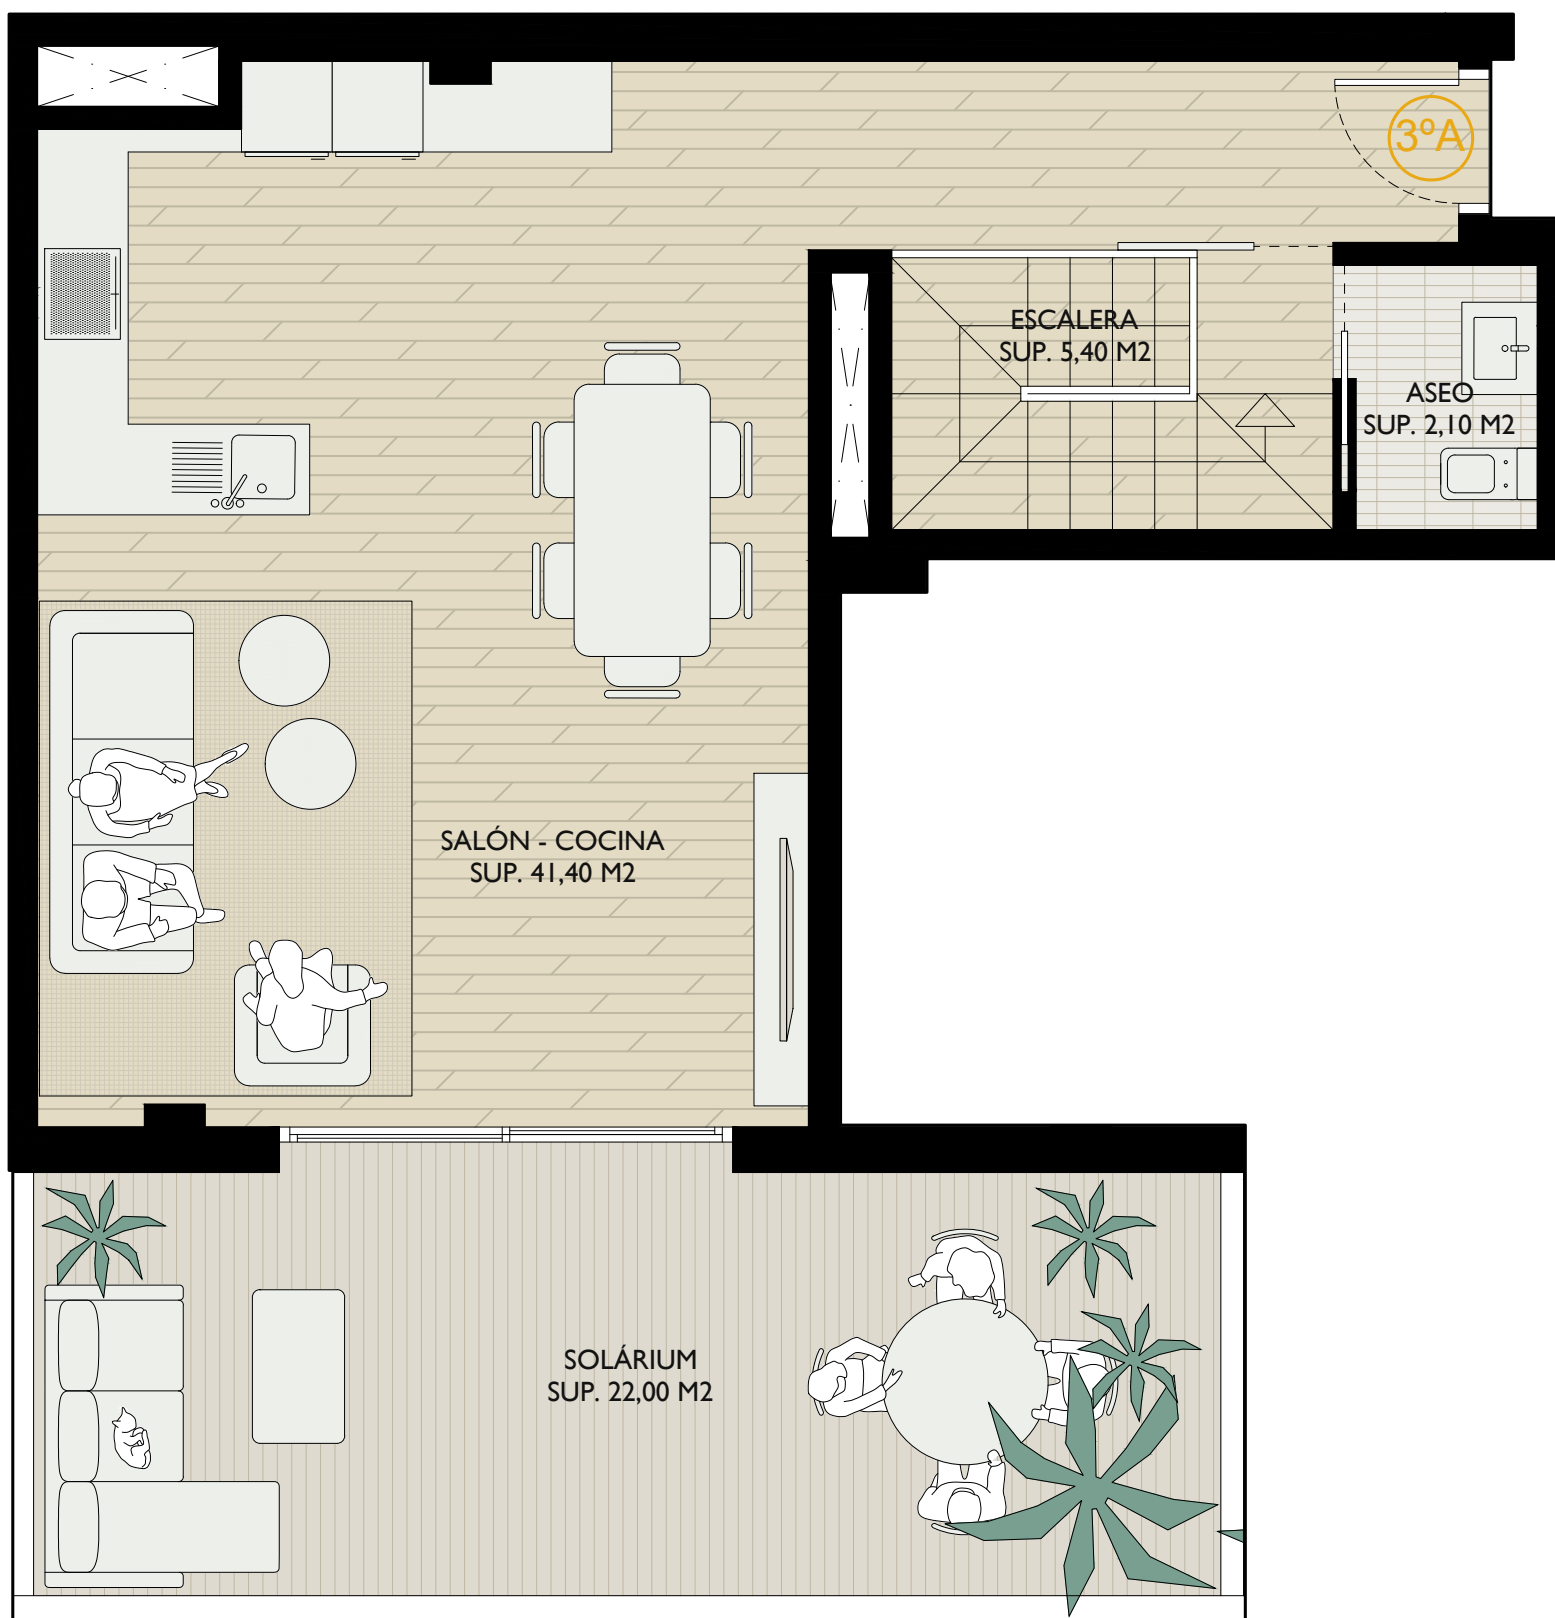 3ºA
ESCALERA
SUP. 5,40 M2
ASEO
SUP. 2,10 M2
SALÓN - COCINA
SUP. 41,40 M2
SOLÁRIUM
SUP. 22,00 M2